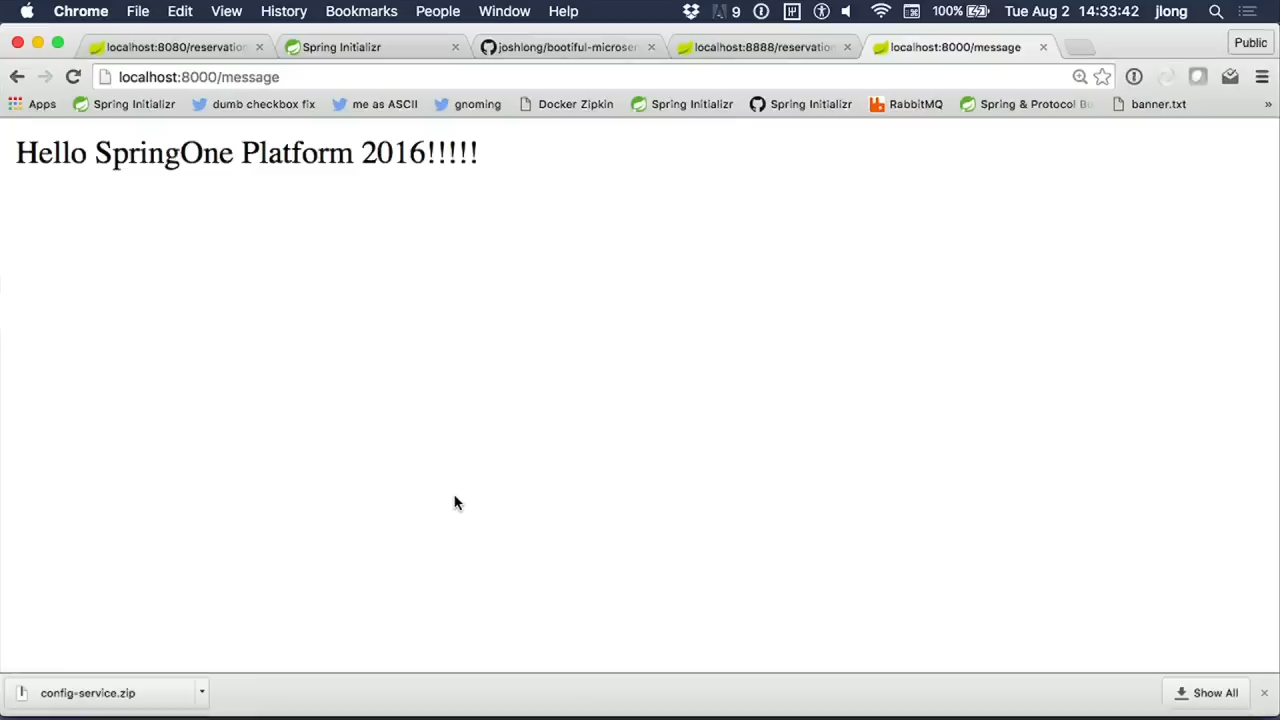 Chrome File Edit View History Bookmarks People Window Help 9 100% Tue Aug 2 14:33:42 jlong
localhost:8080/reservation Spring Initializr joshlong/bootiful-microser localhost:8888/reservation localhost:8000/message Public
localhost:8000/message
Apps Spring Initializr dumb checkbox fix me as ASCII gnoming Docker Zipkin Spring Initializr Spring Initializr RabbitMQ Spring & Protocol Bu banner.txt »
Hello SpringOne Platform 2016!!!!!
config-service.zip Show All